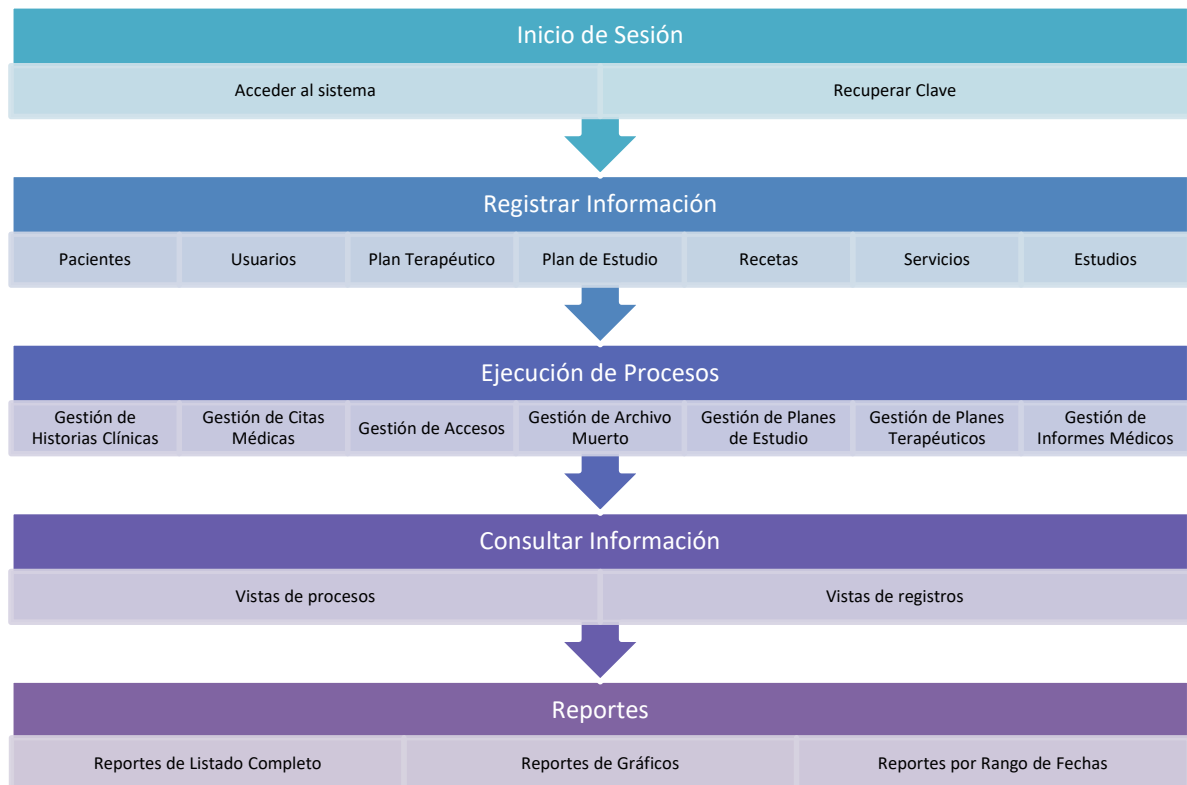 Inicio de Sesión
Acceder al sistema
Recuperar Clave
Registrar Información
Pacientes
Usuarios
Plan Terapéutico
Plan de Estudio
Recetas
Servicios
Estudios
Ejecución de Procesos
Gestión de
Historias Clínicas
Gestión de Citas
Médicas
Gestión de Accesos
Gestión de Archivo
Muerto
Gestión de Planes
de Estudio
Gestión de Planes
Terapéuticos
Gestión de
Informes Médicos
Consultar Información
Vistas de procesos
Vistas de registros
Reportes
Reportes de Listado Completo
Reportes de Gráficos
Reportes por Rango de Fechas